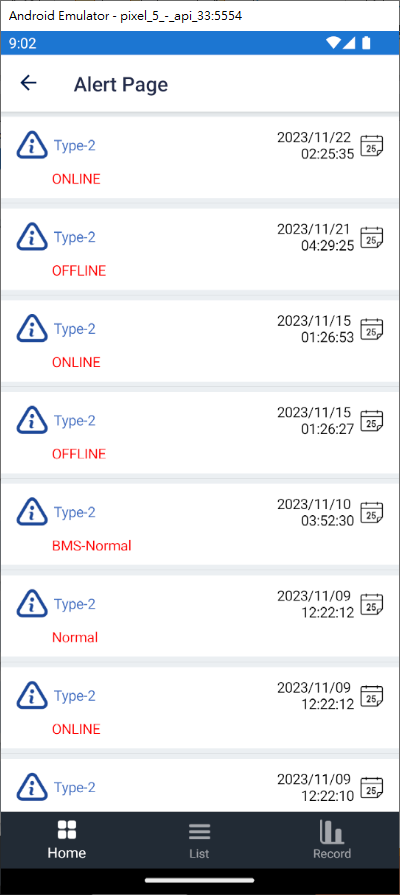 Android Emulator - pixel_5_-_api_33:5554
9:02
Alert Page
Type-2
2023/11/22
02:25:35
25
ONLINE
Type-2
2023/11/21
04:29:25
25
OFFLINE
Type-2
2023/11/15
01:26:53
25
ONLINE
Type-2
2023/11/15
01:26:27
25
OFFLINE
Type-2
2023/11/10
03:52:30
25
BMS-Normal
Type-2
2023/11/09
12:22:12
25
Normal
Type-2
2023/11/09
12:22:12
25
ONLINE
Type-2
2023/11/09
12:22:10
25
Home
List
Record